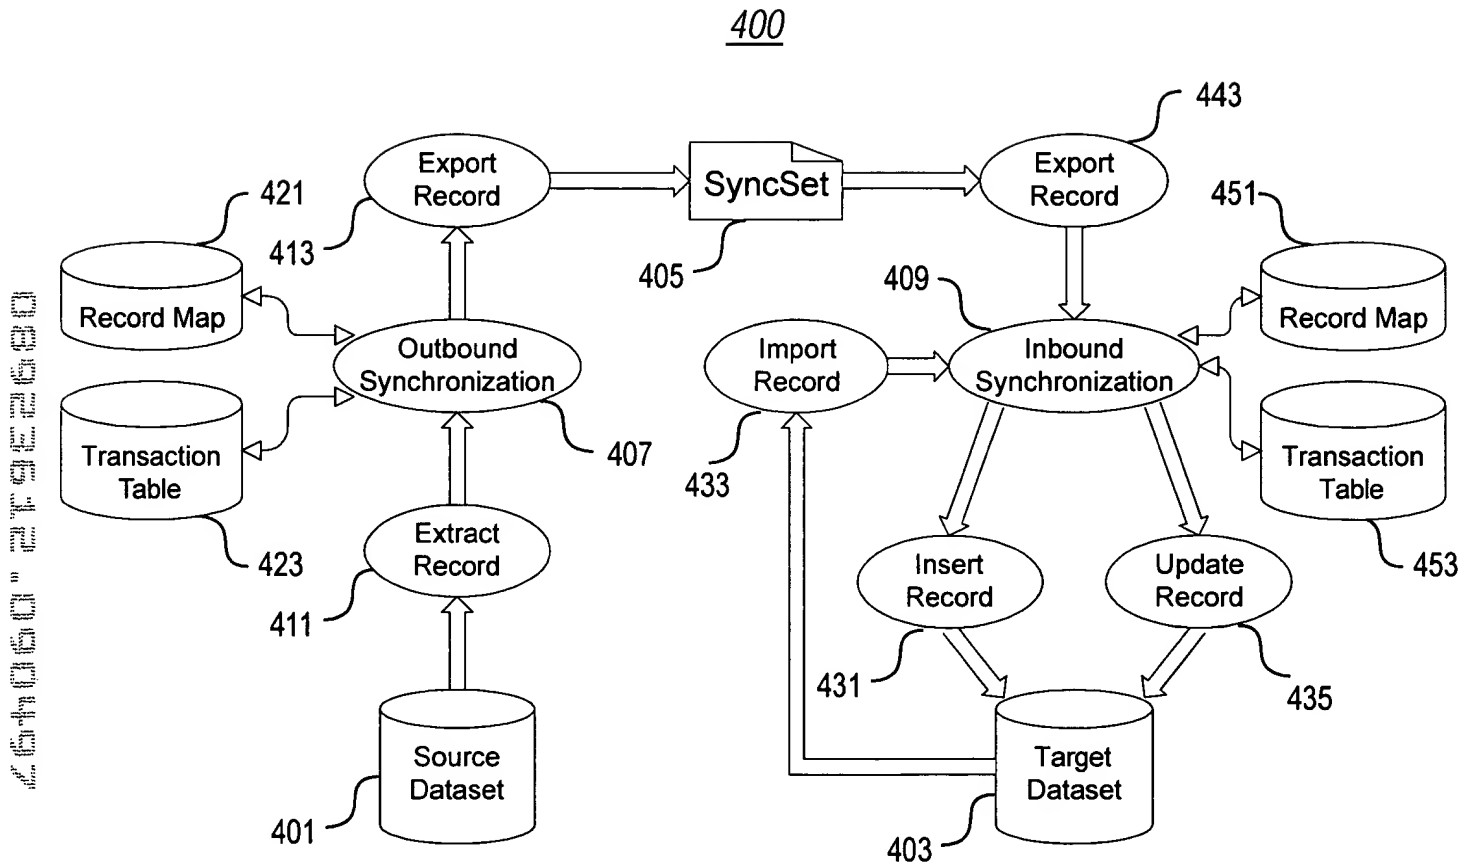 400
443
Export
Record
SyncSet
Export
Record
421
451
413
405
409
Record Map
Record Map
Outbound
Synchronization
Import
Record
Inbound
Synchronization
Transaction
Table
407
433
Transaction
Table
423
Extract
Record
Insert
Record
Update
Record
453
411
431
435
Source
Dataset
Target
Dataset
401
403